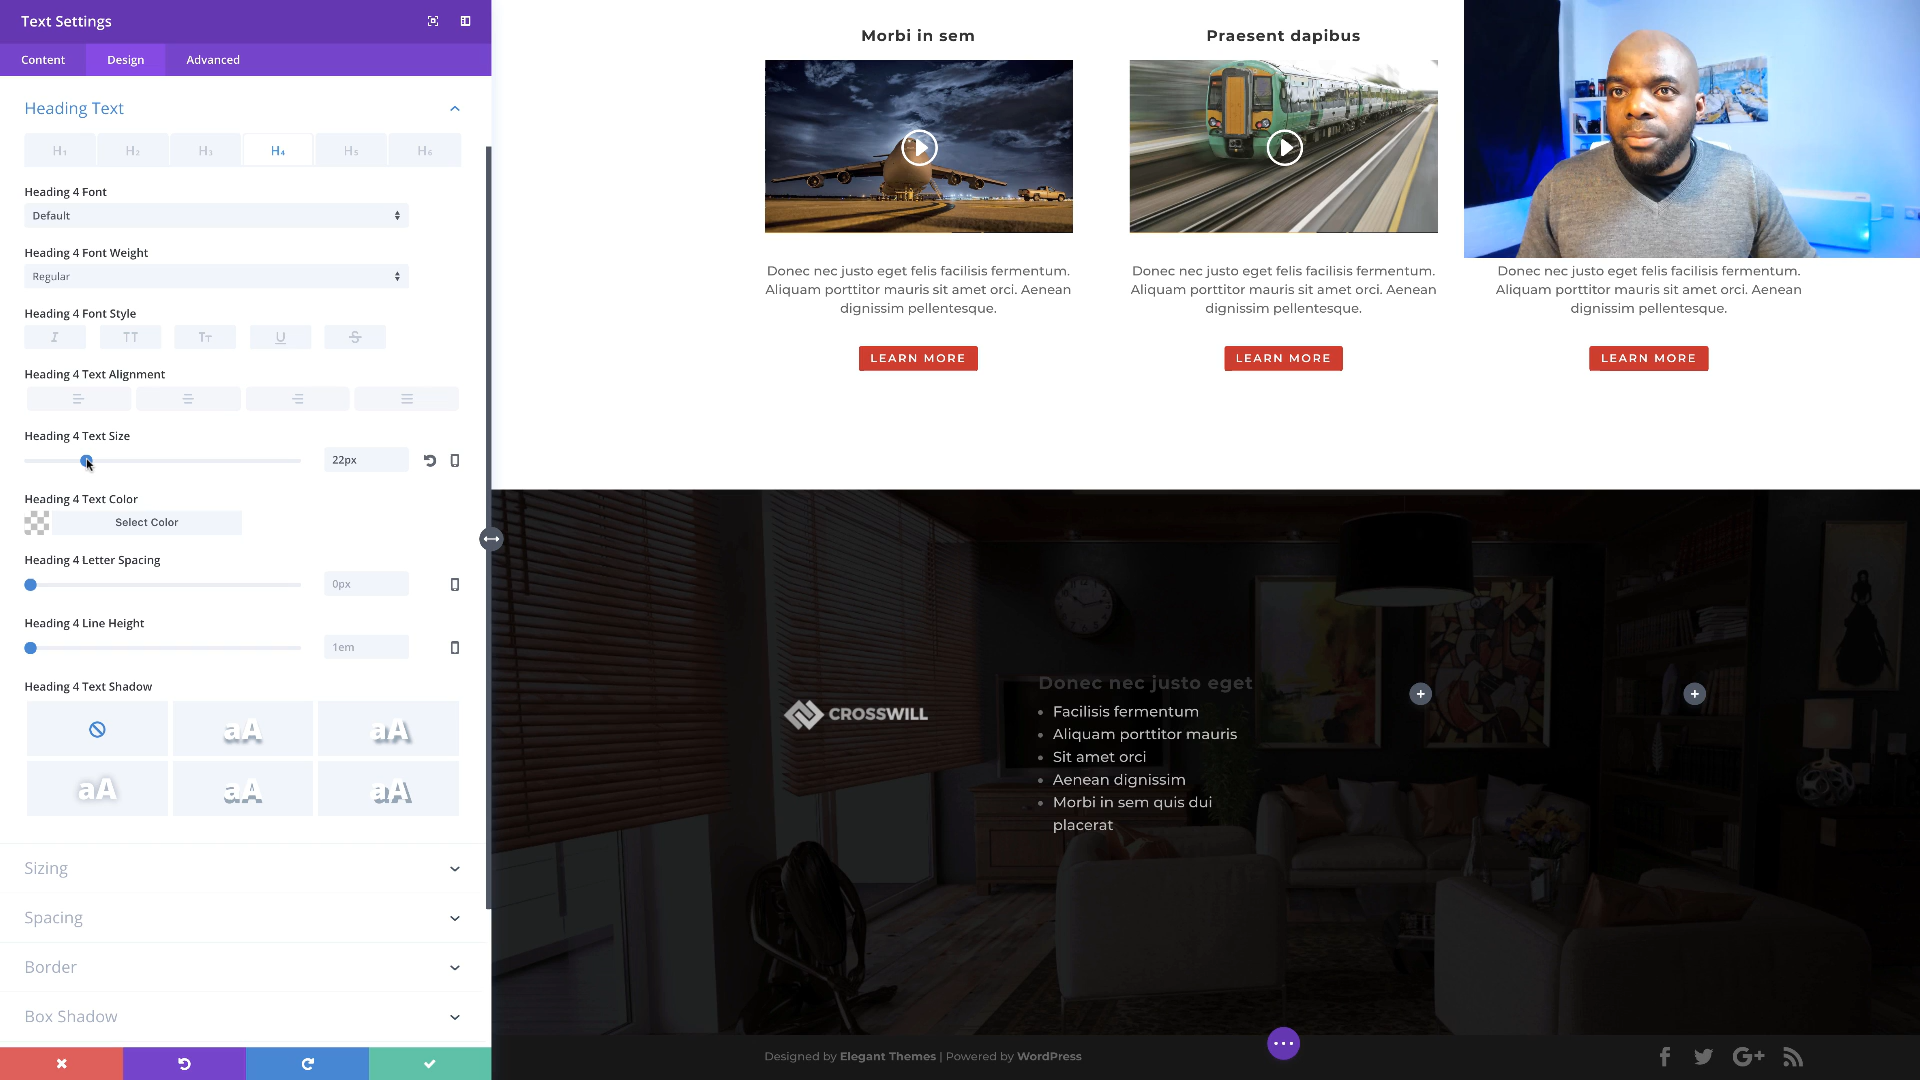 Text Settings
Content
Design
Advanced
Heading Text
H1
H2
H3
H4
H5
H6
Heading 4 Font
Default
Heading 4 Font Weight
Regular
Heading 4 Font Style
I
TT
Tт
U
S
Heading 4 Text Alignment
Heading 4 Text Size
22px
Heading 4 Text Color
Select Color
Heading 4 Letter Spacing
0px
Heading 4 Line Height
1em
Heading 4 Text Shadow
aA
aA
aA
aA
aA
Sizing
Spacing
Border
Box Shadow
Morbi in sem
Donec nec justo eget felis facilisis fermentum.
Aliquam porttitor mauris sit amet orci. Aenean
dignissim pellentesque.
LEARN MORE
Praesent dapibus
Donec nec justo eget felis facilisis fermentum.
Aliquam porttitor mauris sit amet orci. Aenean
dignissim pellentesque.
LEARN MORE
Donec nec justo eget felis facilisis fermentum.
Aliquam porttitor mauris sit amet orci. Aenean
dignissim pellentesque.
LEARN MORE
CROSSWILL
Donec nec justo eget
Facilisis fermentum
Aliquam porttitor mauris
Sit amet orci
Aenean dignissim
Morbi in sem quis dui
placerat
Designed by Elegant Themes | Powered by WordPress
G+